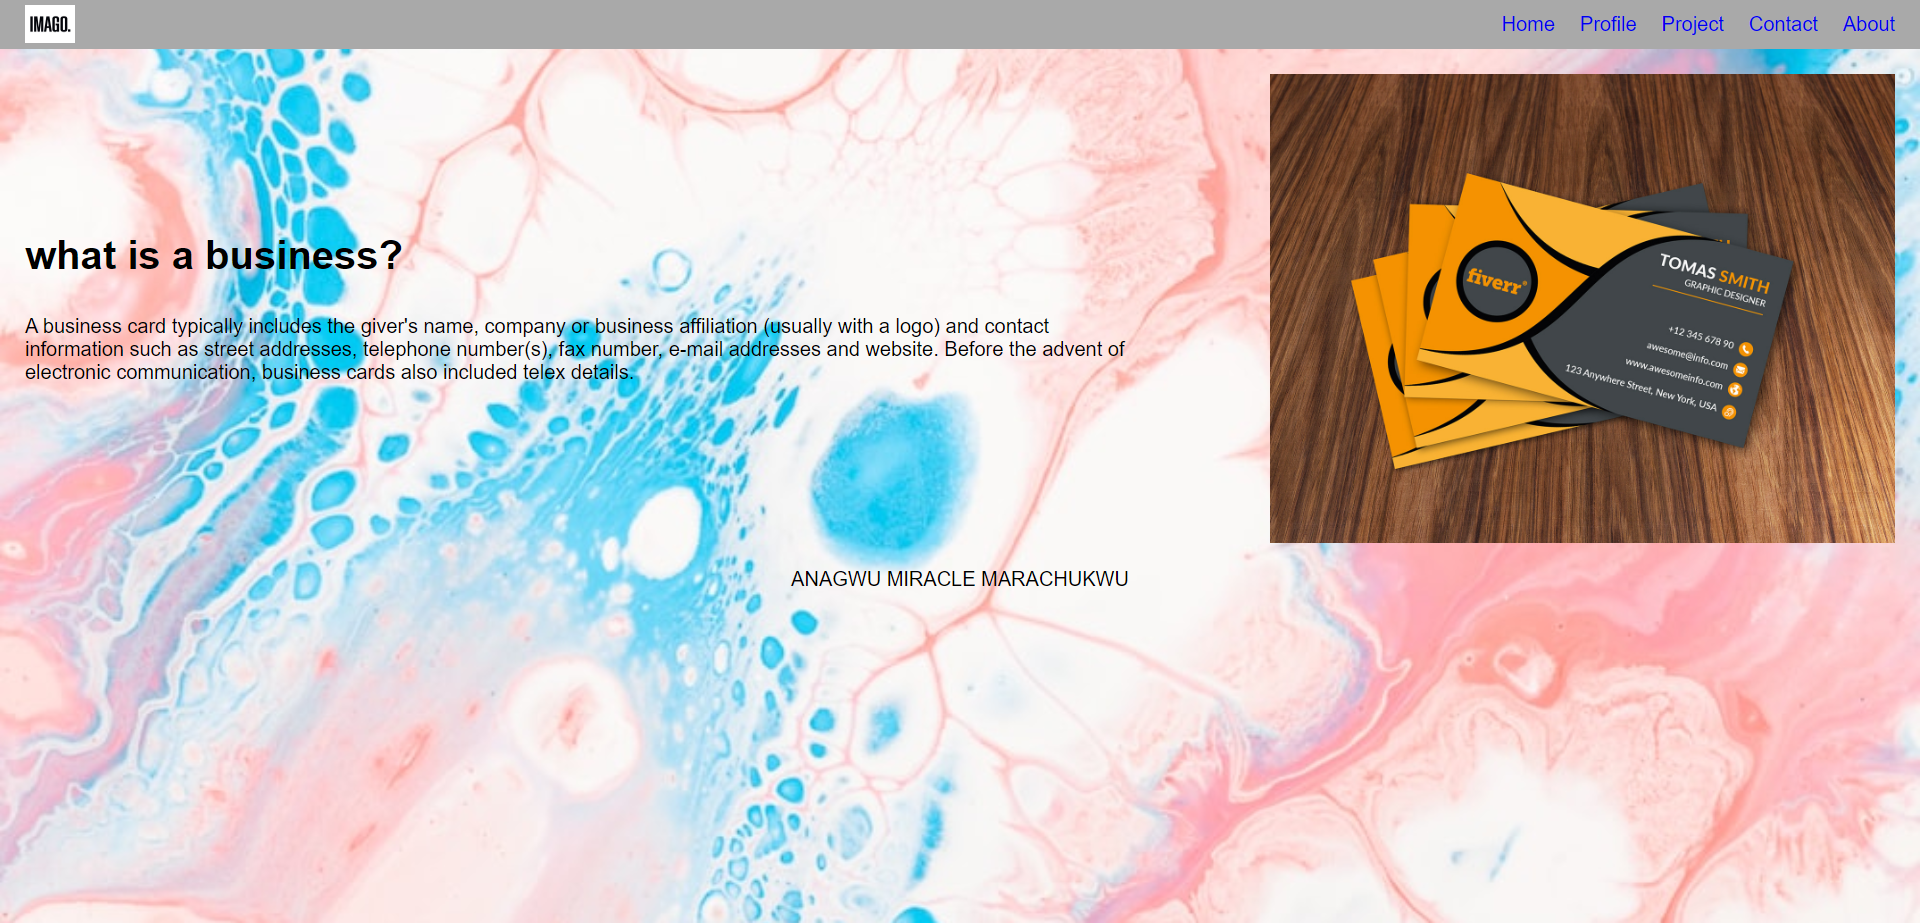 IMAGO.
Home Profile Project Contact About
what is a business?
A business card typically includes the giver's name, company or business affiliation (usually with a logo) and contact
information such as street addresses, telephone number(s), fax number, e-mail addresses and website. Before the advent of
electronic communication, business cards also included telex details.
fiverr
TOMAS SMITH
GRAPHIC DESIGNER
+12 345 678 90
awesome@info.com
www.awesomeinfo.com
123 Anywhere Street, New York, USA
ANAGWU MIRACLE MARACHUKWU